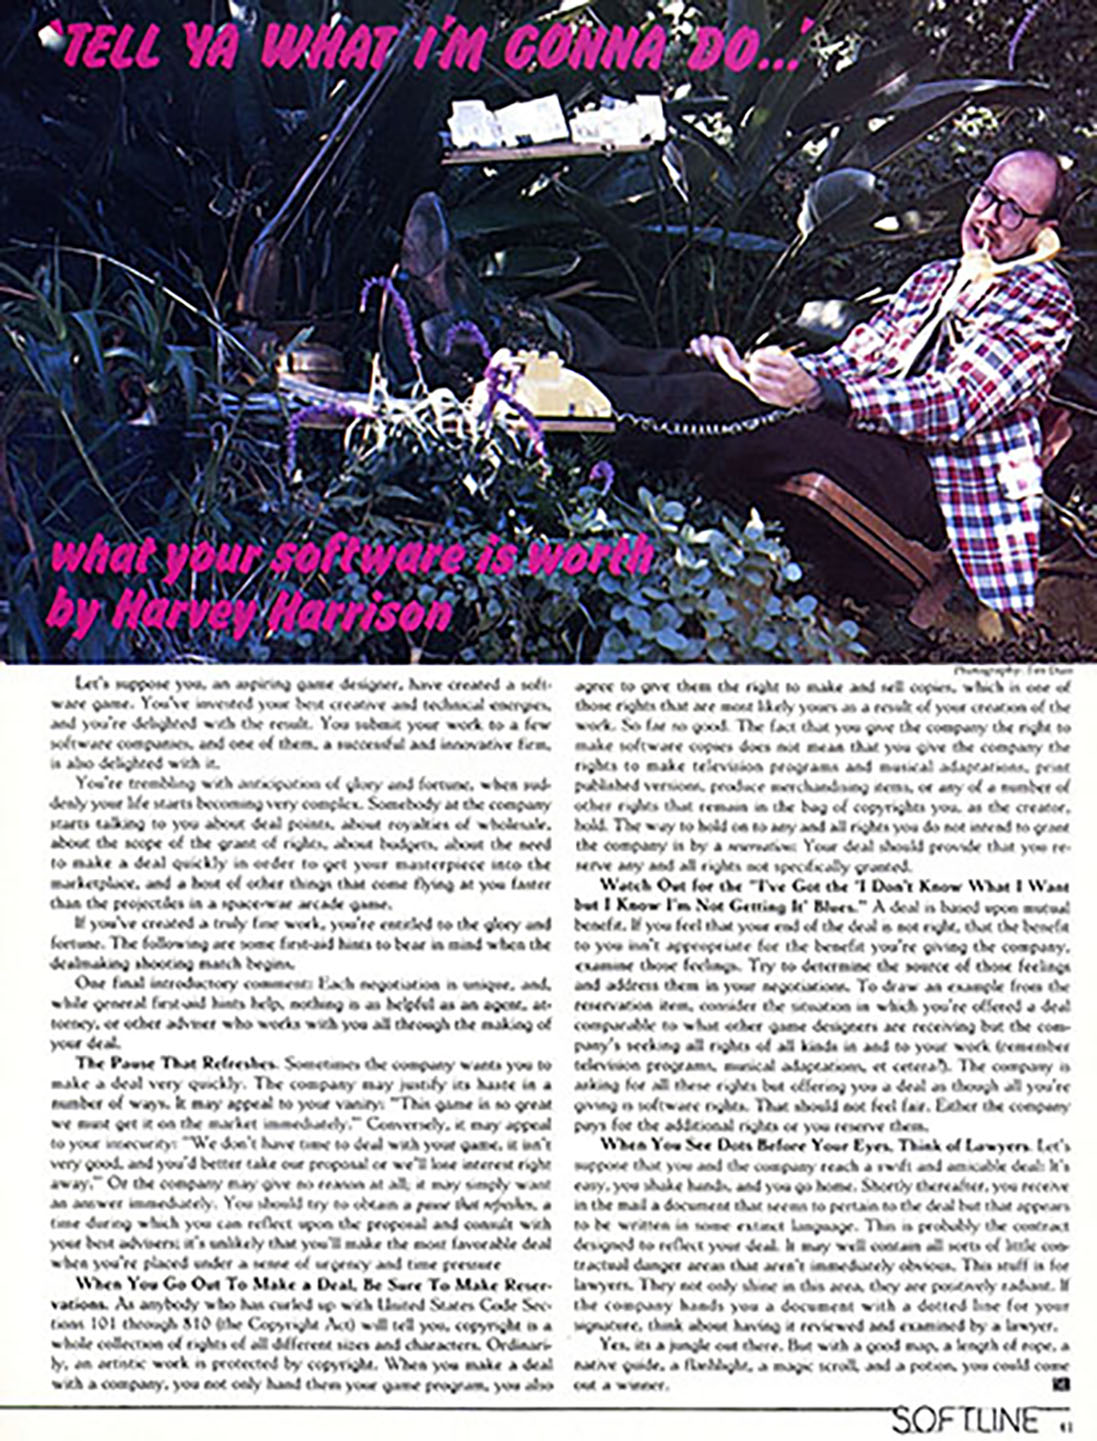 'TELL YA WHAT I'M GONNA DO...'
what your software is worth
by Harvey Harrison
Photography:
Let's suppose you, an aspiring game designer, have created a soft-
ware game. You've invested your best creative and technical energies,
and you're delighted with the result. You submit your work to a few
software companies, and one of them, a successful and innovative firm,
is also delighted with it.
You're trembling with anticipation of glory and fortune, when sud-
denly your life starts becoming very complex. Somebody at the company
starts talking to you about deal points, about royalties of wholesale,
about the scope of the grant of rights, about budgets, about the need
to make a deal quickly in order to get your masterpiece into the
marketplace, and a host of other things that come flying at you faster
than the projectiles in a space-war arcade game.
If you've created a truly fine work, you're entitled to the glory and
fortune. The following are some first-aid hints to bear in mind when the
dealmaking shooting match begins.
One final introductory comment: Each negotiation is unique, and,
while general first-aid hints help, nothing is as helpful as an agent, at-
torney, or other adviser who works with you all through the making of
your deal.
The Pause That Refreshes. Sometimes the company wants you to
make a deal very quickly. The company may justify its haste in a
number of ways. It may appeal to your vanity: "This game is so great
we must get it on the market immediately." Conversely, it may appeal
to your insecurity: "We don't have time to deal with your game, it isn't
very good, and you'd better take our proposal or we'll lose interest right
away." Or the company may give no reason at all; it may simply want
an answer immediately. You should try to obtain a pause that refreshes, a
time during which you can reflect upon the proposal and consult with
your best advisers; it's unlikely that you'll make the most favorable deal
when you're placed under a sense of urgency and time pressure
When You Go Out To Make a Deal, Be Sure To Make Reser-
vations. As anybody who has curled up with United States Code Sec-
tions 101 through 810 (the Copyright Act) will tell you, copyright is a
whole collection of rights of all different sizes and characters. Ordinari-
ly, an artistic work is protected by copyright. When you make a deal
with a company, you not only hand them your game program, you also
agree to give them the right to make and sell copies, which is one of
those rights that are most likely yours as a result of your creation of the
work. So far so good. The fact that you give the company the right to
make software copies does not mean that you give the company the
rights to make television programs and musical adaptations, print
published versions, produce merchandising items, or any of a number of
other rights that remain in the bag of copyrights you, as the creator,
hold. The way to hold on to any and all rights you do not intend to grant
the company is by a reservation: Your deal should provide that you re-
serve any and all rights not specifically granted.
Watch Out for the "I've Got the 'I Don't Know What I Want
but I Know I'm Not Getting It' Blues." A deal is based upon mutual
benefit. If you feel that your end of the deal is not right, that the benefit
to you isn't appropriate for the benefit you're giving the company,
examine those feelings. Try to determine the source of those feelings
and address them in your negotiations. To draw an example from the
reservation item, consider the situation in which you're offered a deal
comparable to what other game designers are receiving but the com-
pany's seeking all rights of all kinds in and to your work (remember
television programs, musical adaptations, et cetera?). The company is
asking for all these rights but offering you a deal as though all you're
giving is software rights. That should not feel fair. Either the company
pays for the additional rights or you reserve them.
When You See Dots Before Your Eyes, Think of Lawyers. Let's
suppose that you and the company reach a swift and amicable deal: It's
easy, you shake hands, and you go home. Shortly thereafter, you receive
in the mail a document that seems to pertain to the deal but that appears
to be written in some extinct language. This is probably the contract
designed to reflect your deal. It may well contain all sorts of little con-
tractual danger areas that aren't immediately obvious. This stuff is for
lawyers. They not only shine in this area, they are positively radiant. If
the company hands you a document with a dotted line for your
signature, think about having it reviewed and examined by a lawyer.
Yes, its a jungle out there. But with a good map, a length of rope, a
native guide, a flashlight, a magic scroll, and a potion, you could come
out a winner.
SOFTLINE